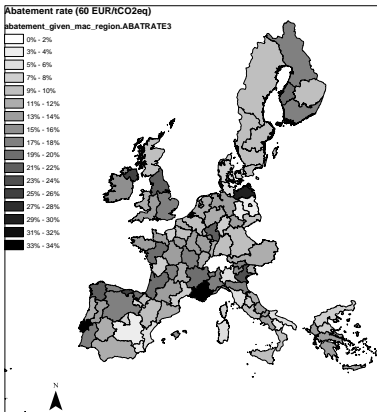 Abatement rate (60 EUR/tCO2eq)
abatement_given_mac_region.ABATRATE3
0% - 2%
3% - 4%
5% - 6%
7% - 8%
9% - 10%
11% - 12%
13% - 14%
15% - 16%
17% - 18%
19% - 20%
21% - 22%
23% - 24%
25% - 26%
27% - 28%
29% - 30%
31% - 32%
33% - 34%
N